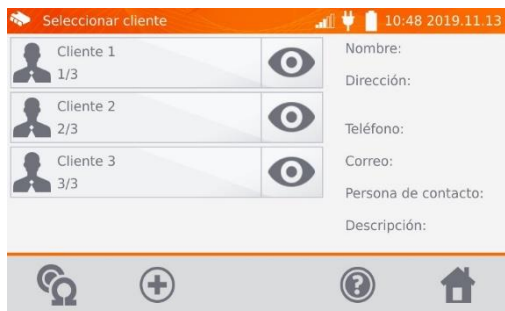 Seleccionar cliente
10:48 2019.11.13
Cliente 1
1/3
Cliente 2
2/3
Cliente 3
3/3
Nombre:
Dirección:
Teléfono:
Correo:
Persona de contacto:
Descripción: